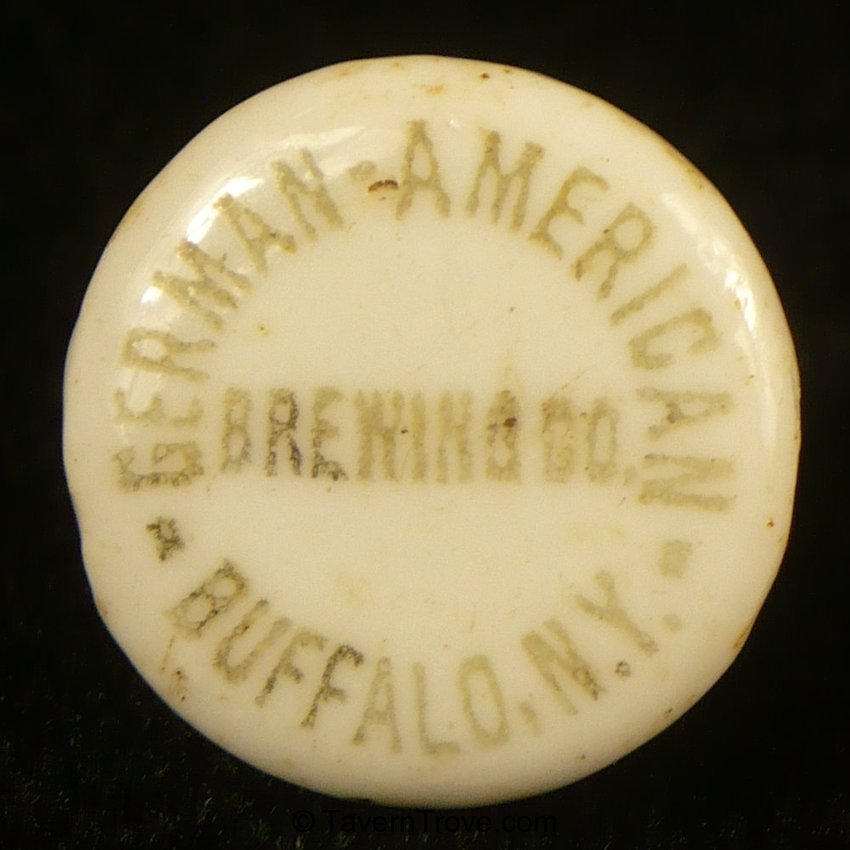 GERMAN-AMERICAN
BREWING CO.
BUFFALO, N.Y.
© TavernTrove.com